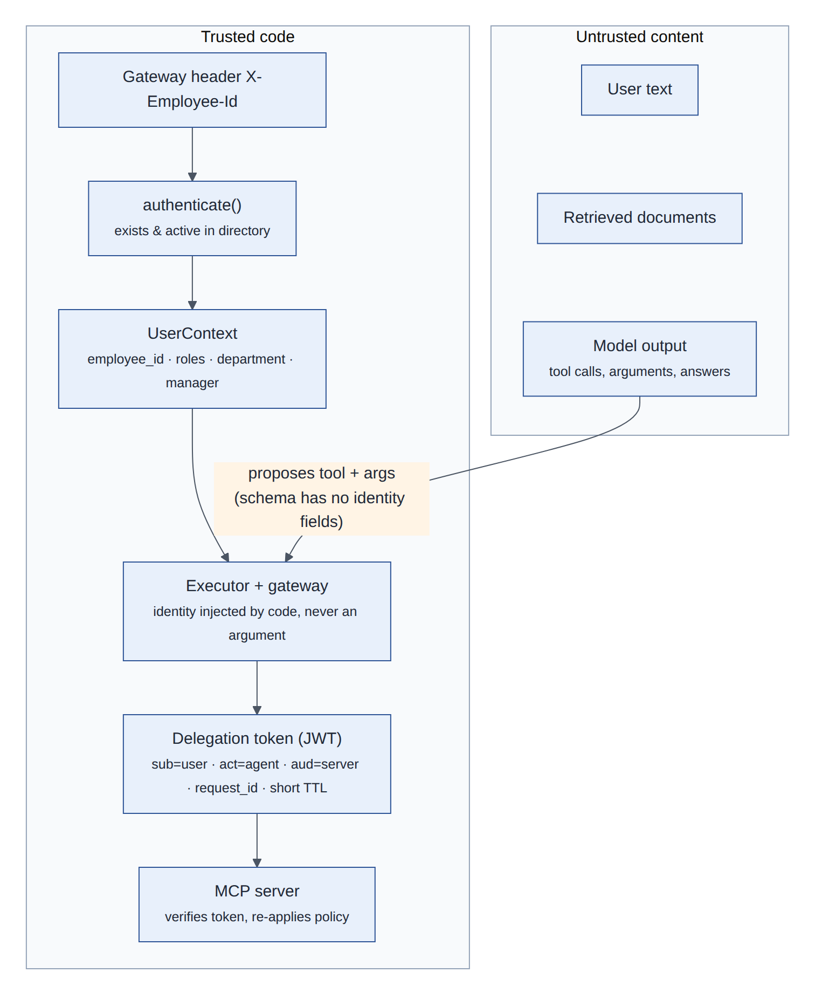 Trusted code
Gateway header X-
Employee-Id
authenticate()
exists & active in directory
UserContext
employee_id · roles · department ·
manager
Untrusted content
User text
Retrieved documents
Model output
tool calls, arguments, answers
proposes tool + args
(schema has no identity
fields)
Executor + gateway
identity injected by code, never an
argument
Delegation token (JWT)
sub=user · act=agent · aud=server
· request_id · short TTL
MCP server
verifies token, re-applies policy